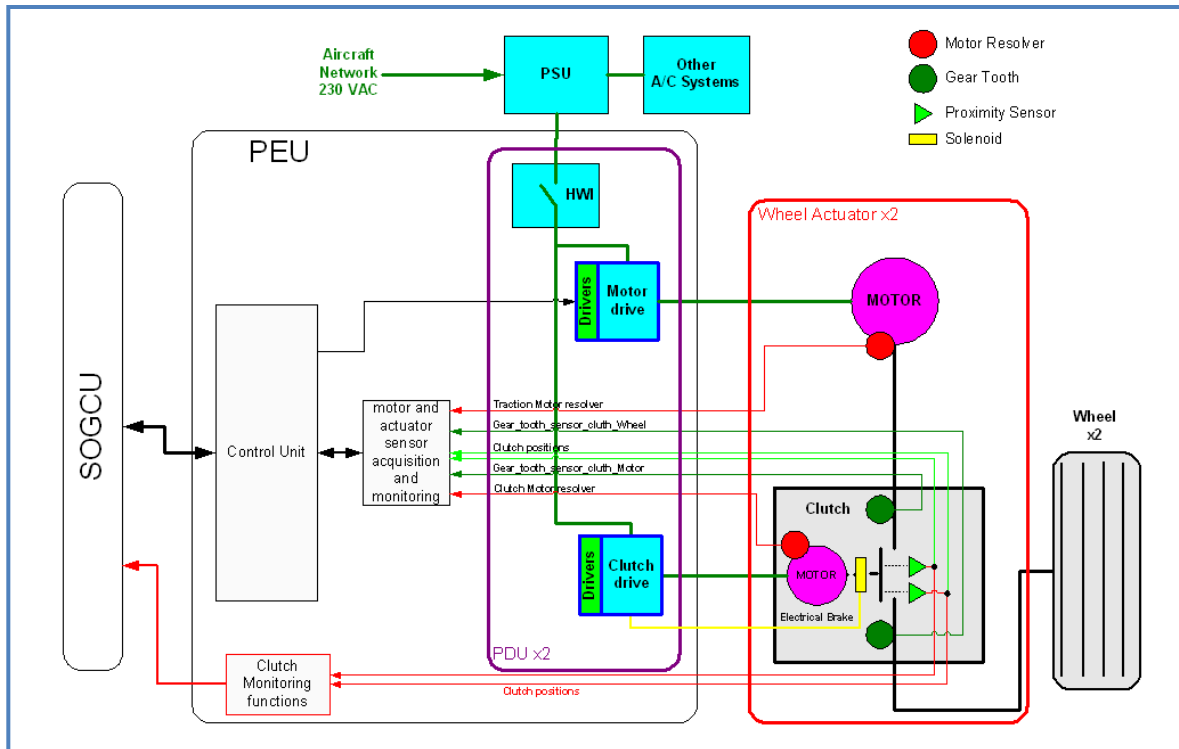 Aircraft
Network
230 VAC
PSU
Other
A/C Systems
Motor Resolver
Gear Tooth
Proximity Sensor
Solenoid
PEU
HWI
Wheel Actuator x2
Drivers
Motor
drive
MOTOR
SOGCU
Control Unit
motor and
actuator
sensor
acquisition
and
monitoring
Traction Motor resolver
Gear_tooth_sensor_cluth_Wheel
Clutch positions
Gear_tooth_sensor_cluth_Motor
Clutch Motor resolver
Wheel
x2
Clutch
Drivers
Clutch
drive
MOTOR
Electrical Brake
PDU x2
Clutch
Monitoring
functions
Clutch positions